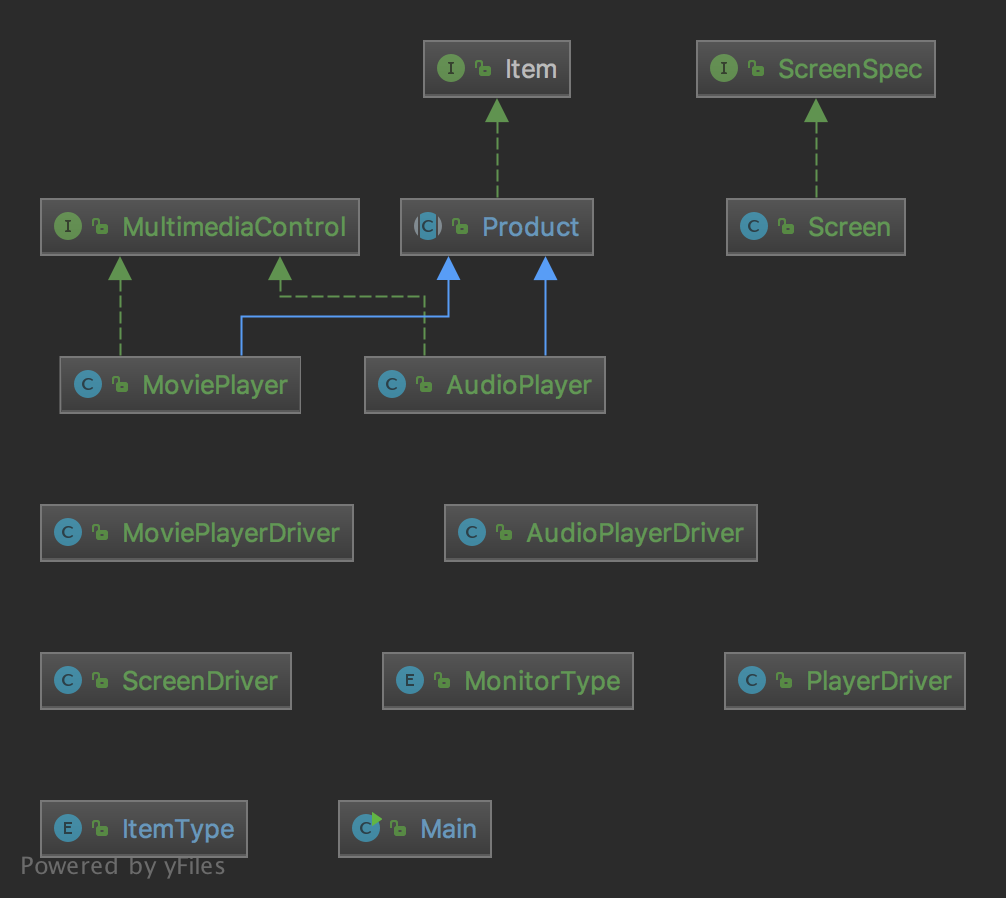 I Item
I ScreenSpec
I MultimediaControl
C Product
C Screen
C MoviePlayer
C AudioPlayer
C MoviePlayerDriver
C AudioPlayerDriver
C ScreenDriver
E MonitorType
C PlayerDriver
E ItemType
C Main
Powered by yFiles